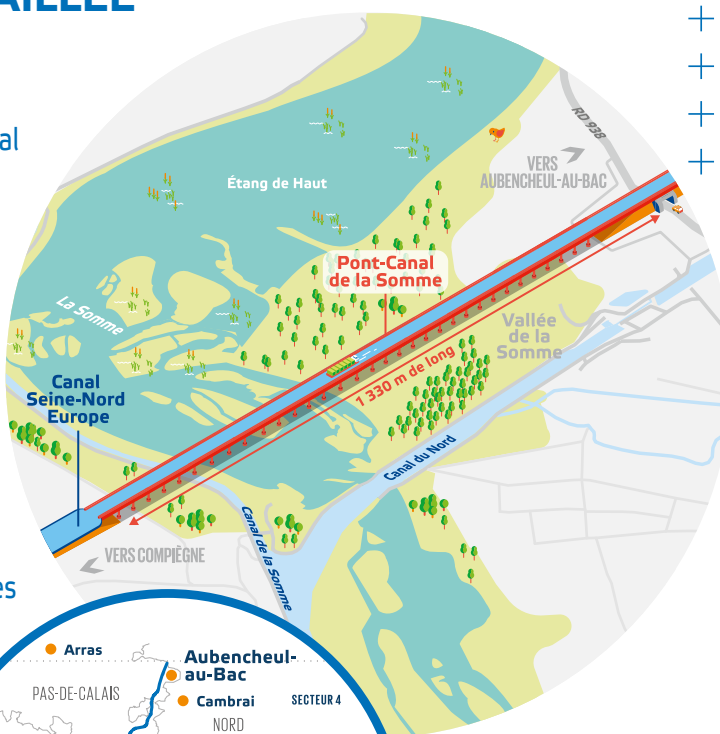 al
RD 938
VERS
AUBENCHEUL-AU-BAC
Étang de Haut
Pont-Canal
de la Somme
La Somme
Vallée
de la
Somme
1 330 m de long
Canal
Seine-Nord
Europe
Canal du Nord
Canal de la Somme
VERS COMPIÈGNE
es
Arras
Aubencheul-
au-Bac
PAS-DE-CALAIS
Cambrai
SECTEUR 4
NORD